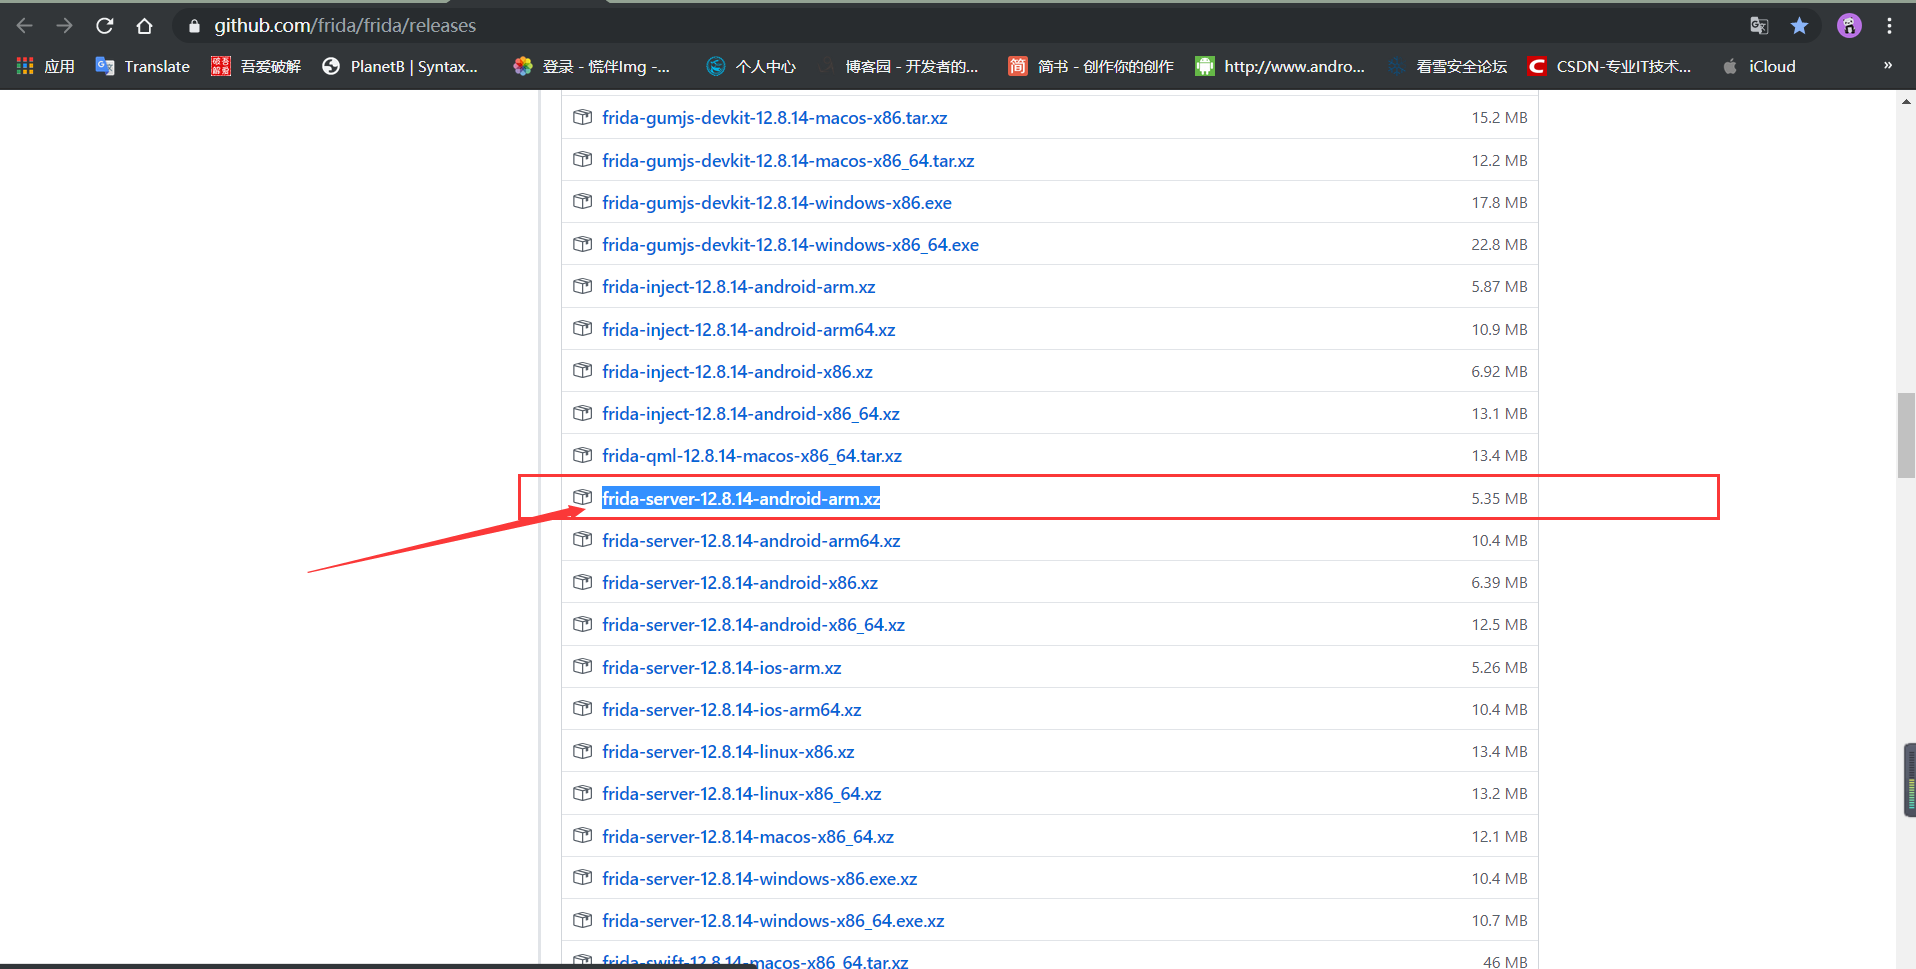 github.com/frida/frida/releases
应用 Translate 吾爱破解 PlanetB | Syntax... 登录 - 慌伴Img -... 个人中心 博客园 - 开发者的... 简书 - 创作你的创作 http://www.andro... 看雪安全论坛 CSDN-专业IT技术... iCloud »
frida-gumjs-devkit-12.8.14-macos-x86.tar.xz 15.2 MB
frida-gumjs-devkit-12.8.14-macos-x86_64.tar.xz 12.2 MB
frida-gumjs-devkit-12.8.14-windows-x86.exe 17.8 MB
frida-gumjs-devkit-12.8.14-windows-x86_64.exe 22.8 MB
frida-inject-12.8.14-android-arm.xz 5.87 MB
frida-inject-12.8.14-android-arm64.xz 10.9 MB
frida-inject-12.8.14-android-x86.xz 6.92 MB
frida-inject-12.8.14-android-x86_64.xz 13.1 MB
frida-qml-12.8.14-macos-x86_64.tar.xz 13.4 MB
frida-server-12.8.14-android-arm.xz 5.35 MB
frida-server-12.8.14-android-arm64.xz 10.4 MB
frida-server-12.8.14-android-x86.xz 6.39 MB
frida-server-12.8.14-android-x86_64.xz 12.5 MB
frida-server-12.8.14-ios-arm.xz 5.26 MB
frida-server-12.8.14-ios-arm64.xz 10.4 MB
frida-server-12.8.14-linux-x86.xz 13.4 MB
frida-server-12.8.14-linux-x86_64.xz 13.2 MB
frida-server-12.8.14-macos-x86_64.xz 12.1 MB
frida-server-12.8.14-windows-x86.exe.xz 10.4 MB
frida-server-12.8.14-windows-x86_64.exe.xz 10.7 MB
frida-swift-12.8.14-macos-x86_64.tar.xz 46 MB